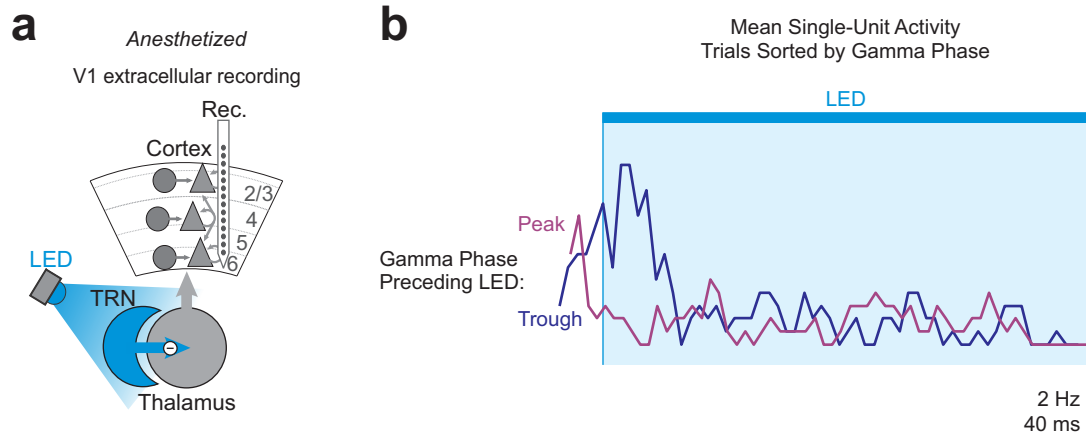 a
Anesthetized
V1 extracellular recording
Rec.
Cortex
2/3
4
5
6
LED
TRN
−
Thalamus
b
Mean Single-Unit Activity
Trials Sorted by Gamma Phase
LED
Peak
Gamma Phase
Preceding LED:
Trough
2 Hz
40 ms